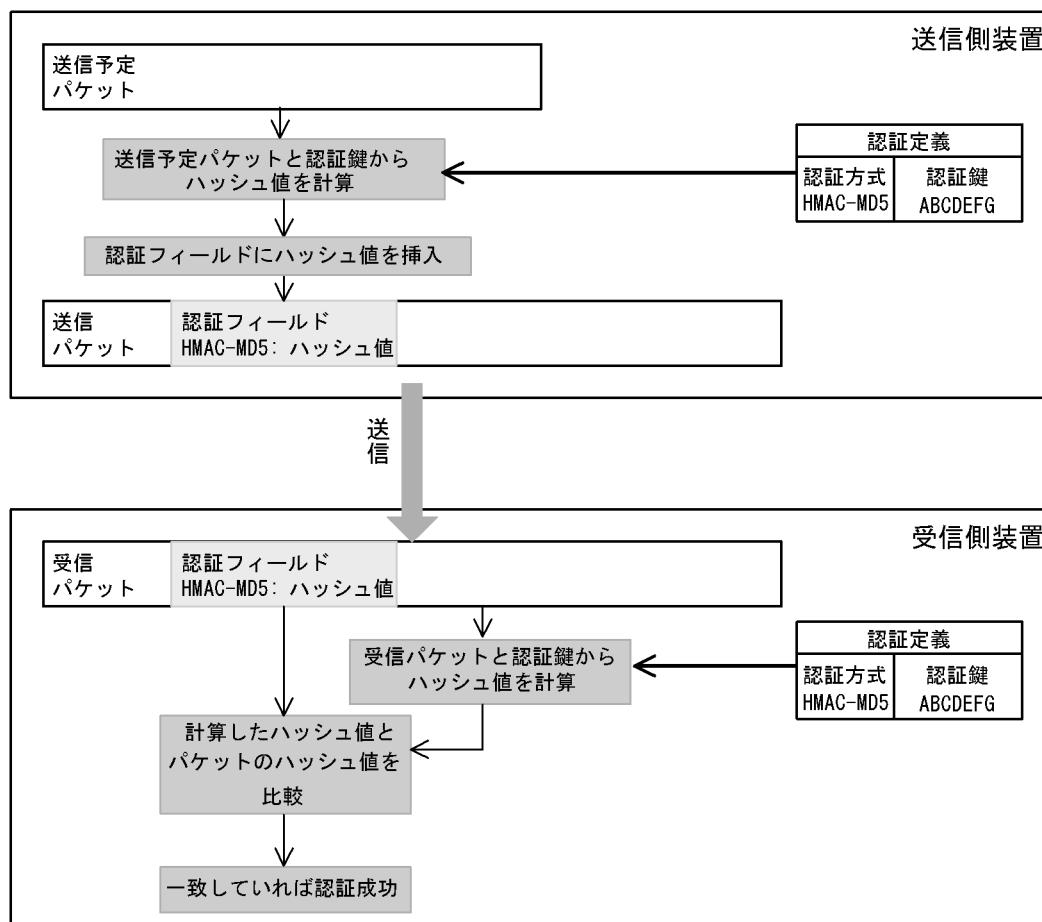 送信側装置
送信予定
パケット
送信予定パケットと認証鍵から
ハッシュ値を計算
認証定義
認証方式
HMAC-MD5
認証鍵
ABCDEFG
認証フィールドにハッシュ値を挿入
送信
パケット
認証フィールド
HMAC-MD5: ハッシュ値
送信
受信側装置
受信
パケット
認証フィールド
HMAC-MD5: ハッシュ値
受信パケットと認証鍵から
ハッシュ値を計算
認証定義
認証方式
HMAC-MD5
認証鍵
ABCDEFG
計算したハッシュ値と
パケットのハッシュ値を
比較
一致していれば認証成功